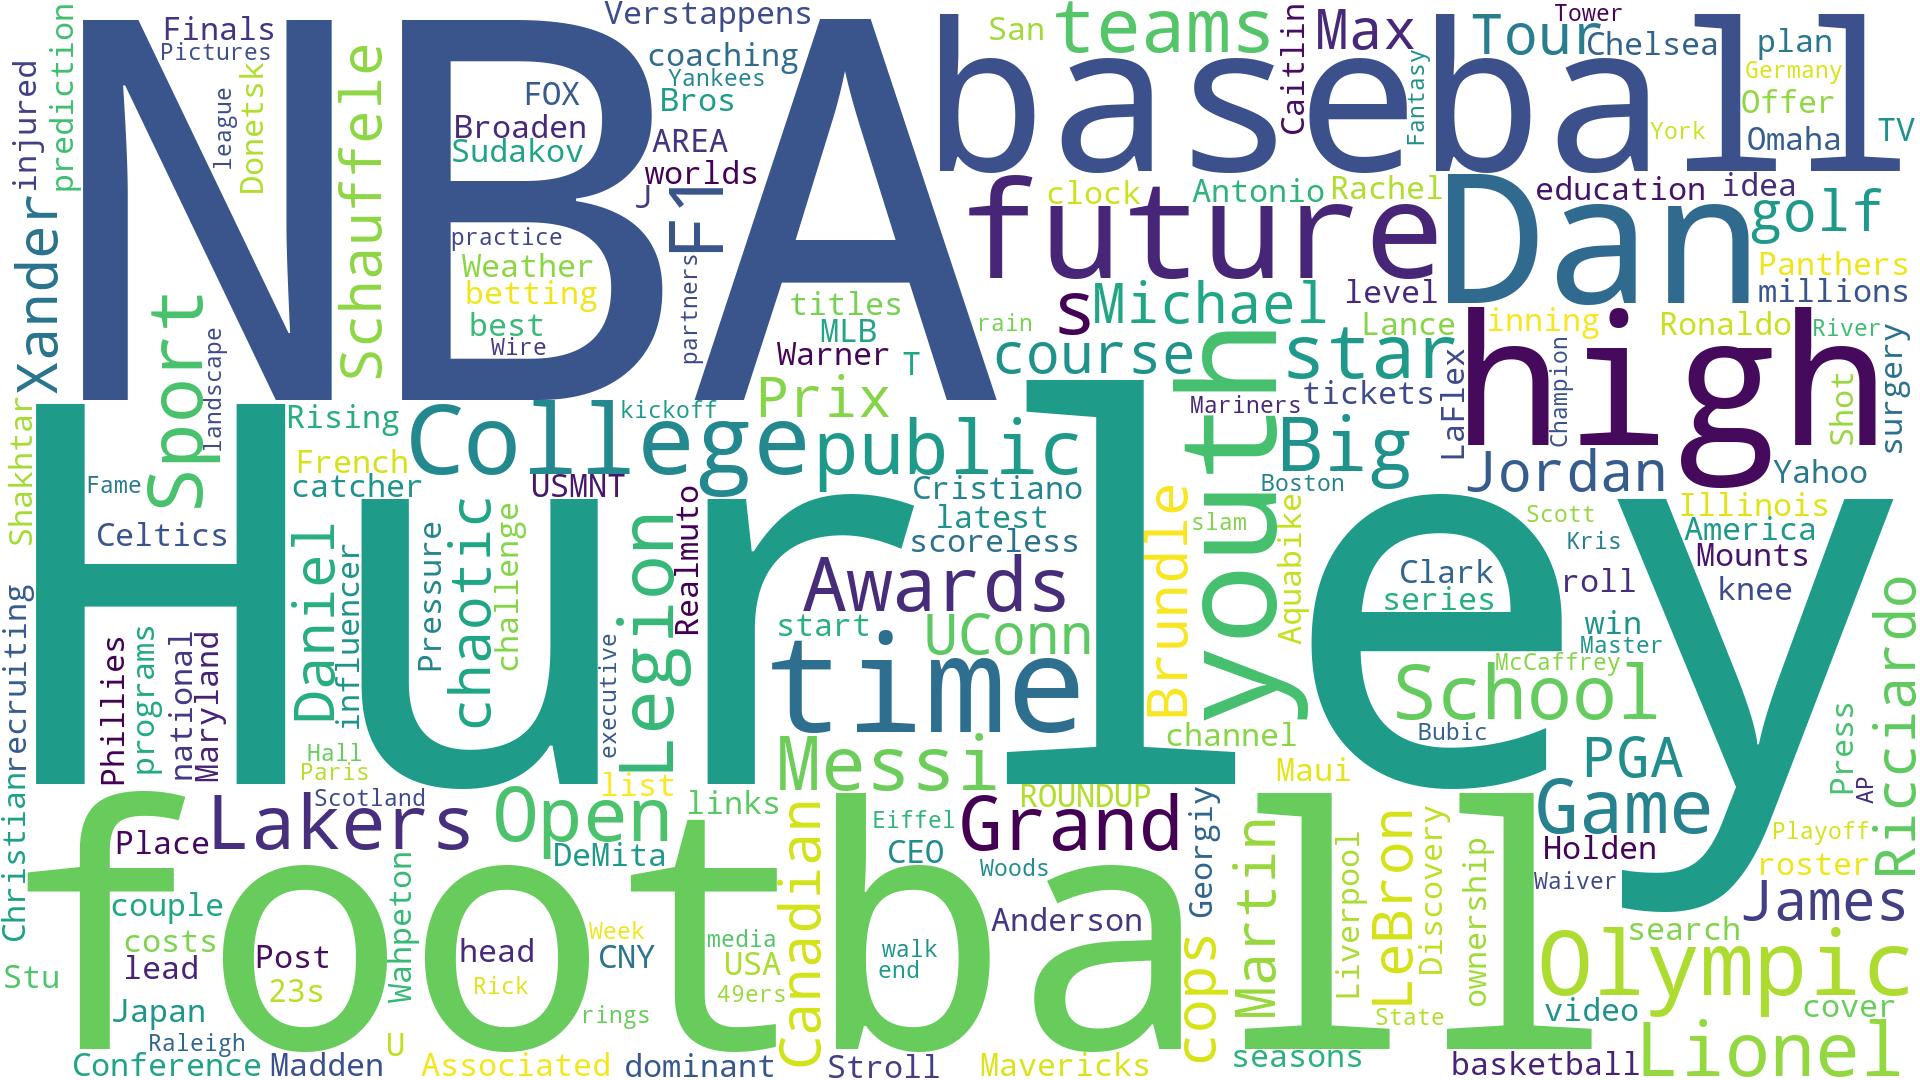 NBA
baseball
Hurley
football
high
Dan
future
youth
time
College
public
Sport
Schauffele
Xander
injured
prediction
Finals
Pictures
league
Donetsk
landscape
FOX
Broaden
Sudakov
practice
Weather
betting
best
Wire
Verstappens
coaching
Yankees
Bros
AREA
worlds
J
F1
partners
San
teams
Caitlin
Max
Fantasy
Tour
Tower
Chelsea
plan
Germany
Offer
York
Omaha
TV
clock
Antonio
Rachel
education
idea
golf
Panthers
millions
s
Michael
level
Lance
inning
Ronaldo
River
titles
MLB
rain
Warner
T
course
star
tickets
LaFlex
Champion
Shot
surgery
Prix
Mariners
Big
Jordan
Yahoo
Boston
Shakhtar
Fame
Celtics
Rising
French
catcher
kickoff
USMNT
Cristiano
latest
scoreless
slam
Aquabike
Brundle
Illinois
America
Scott
Kris
Mounts
roll
knee
Clark
series
win
Master
McCaffrey
School
Bubic
Daniel
influencer
Pressure
chaotic
challenge
Legion
Realmuto
executive
Awards
start
UConn
recruiting
Phillies
programs
national
Maryland
Hall
Paris
Messi
channel
Maui
list
links
ROUNDUP
PGA
Game
Press
AP
Ricciardo
Christian
Place
Lakers
Scotland
Open
DeMita
Canadian
Eiffel
CEO
Grand
Woods
Georgiy
Martin
Liverpool
LeBron
Discovery
ownership
Holden
Waiver
Playoff
roster
James
couple
costs
lead
Post
23s
Wahpeton
head
Rick
Week
CNY
rings
media
USA
49ers
walk
end
Anderson
cops
State
Olympic
search
video
cover
Stu
Japan
Raleigh
Conference
Madden
U
Associated
dominant
Stroll
Mavericks
seasons
basketball
Lionel